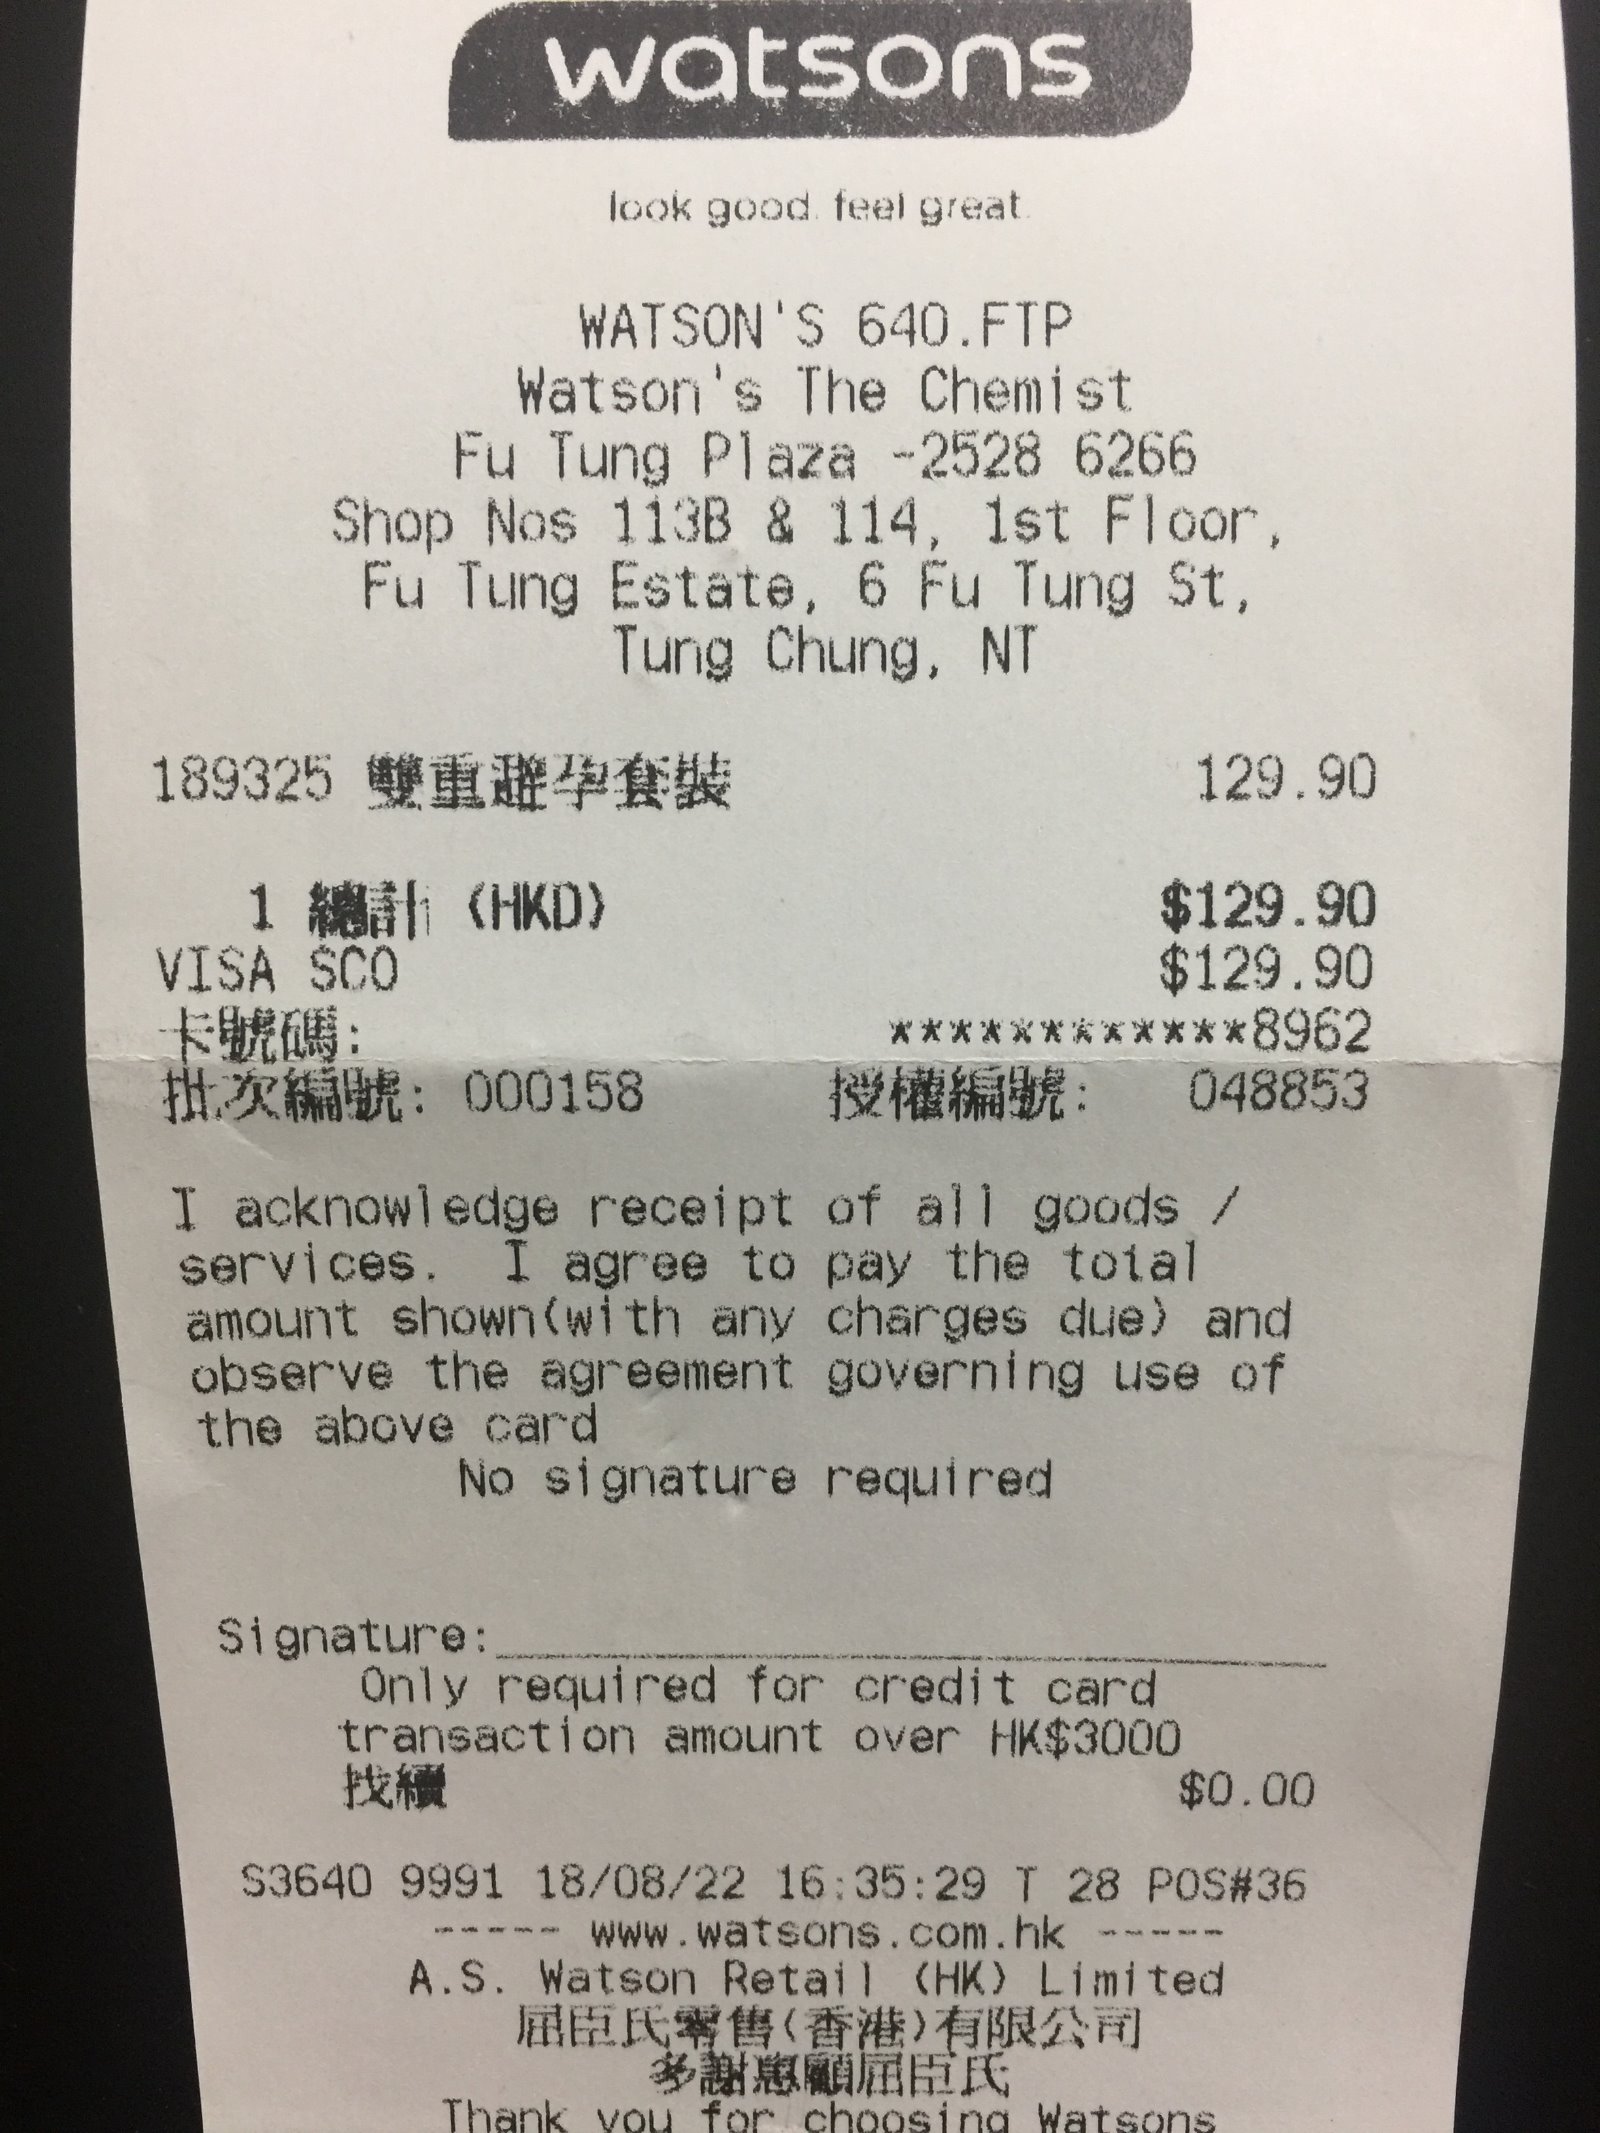 watsons
look good. feel great.
WATSON'S 640.FTP
Watson's The Chemist
Fu Tung Plaza -2528 6266
Shop Nos 113B & 114, 1st Floor,
Fu Tung Estate, 6 Fu Tung St,
Tung Chung, NT
189325 雙重避孕套裝 129.90
1 總計 (HKD) $129.90
VISA SCO $129.90
卡號碼: ************8962
批次編號: 000158 授權編號: 048853
I acknowledge receipt of all goods /
services. I agree to pay the total
amount shown(with any charges due) and
observe the agreement governing use of
the above card
No signature required
Signature:
Only required for credit card
transaction amount over HK$3000
找續 $0.00
S3640 9991 18/08/22 16:35:29 T 28 POS#36
----- www.watsons.com.hk -----
A.S. Watson Retail (HK) Limited
屈臣氏零售(香港)有限公司
多謝惠顧屈臣氏
Thank you for choosing Watsons